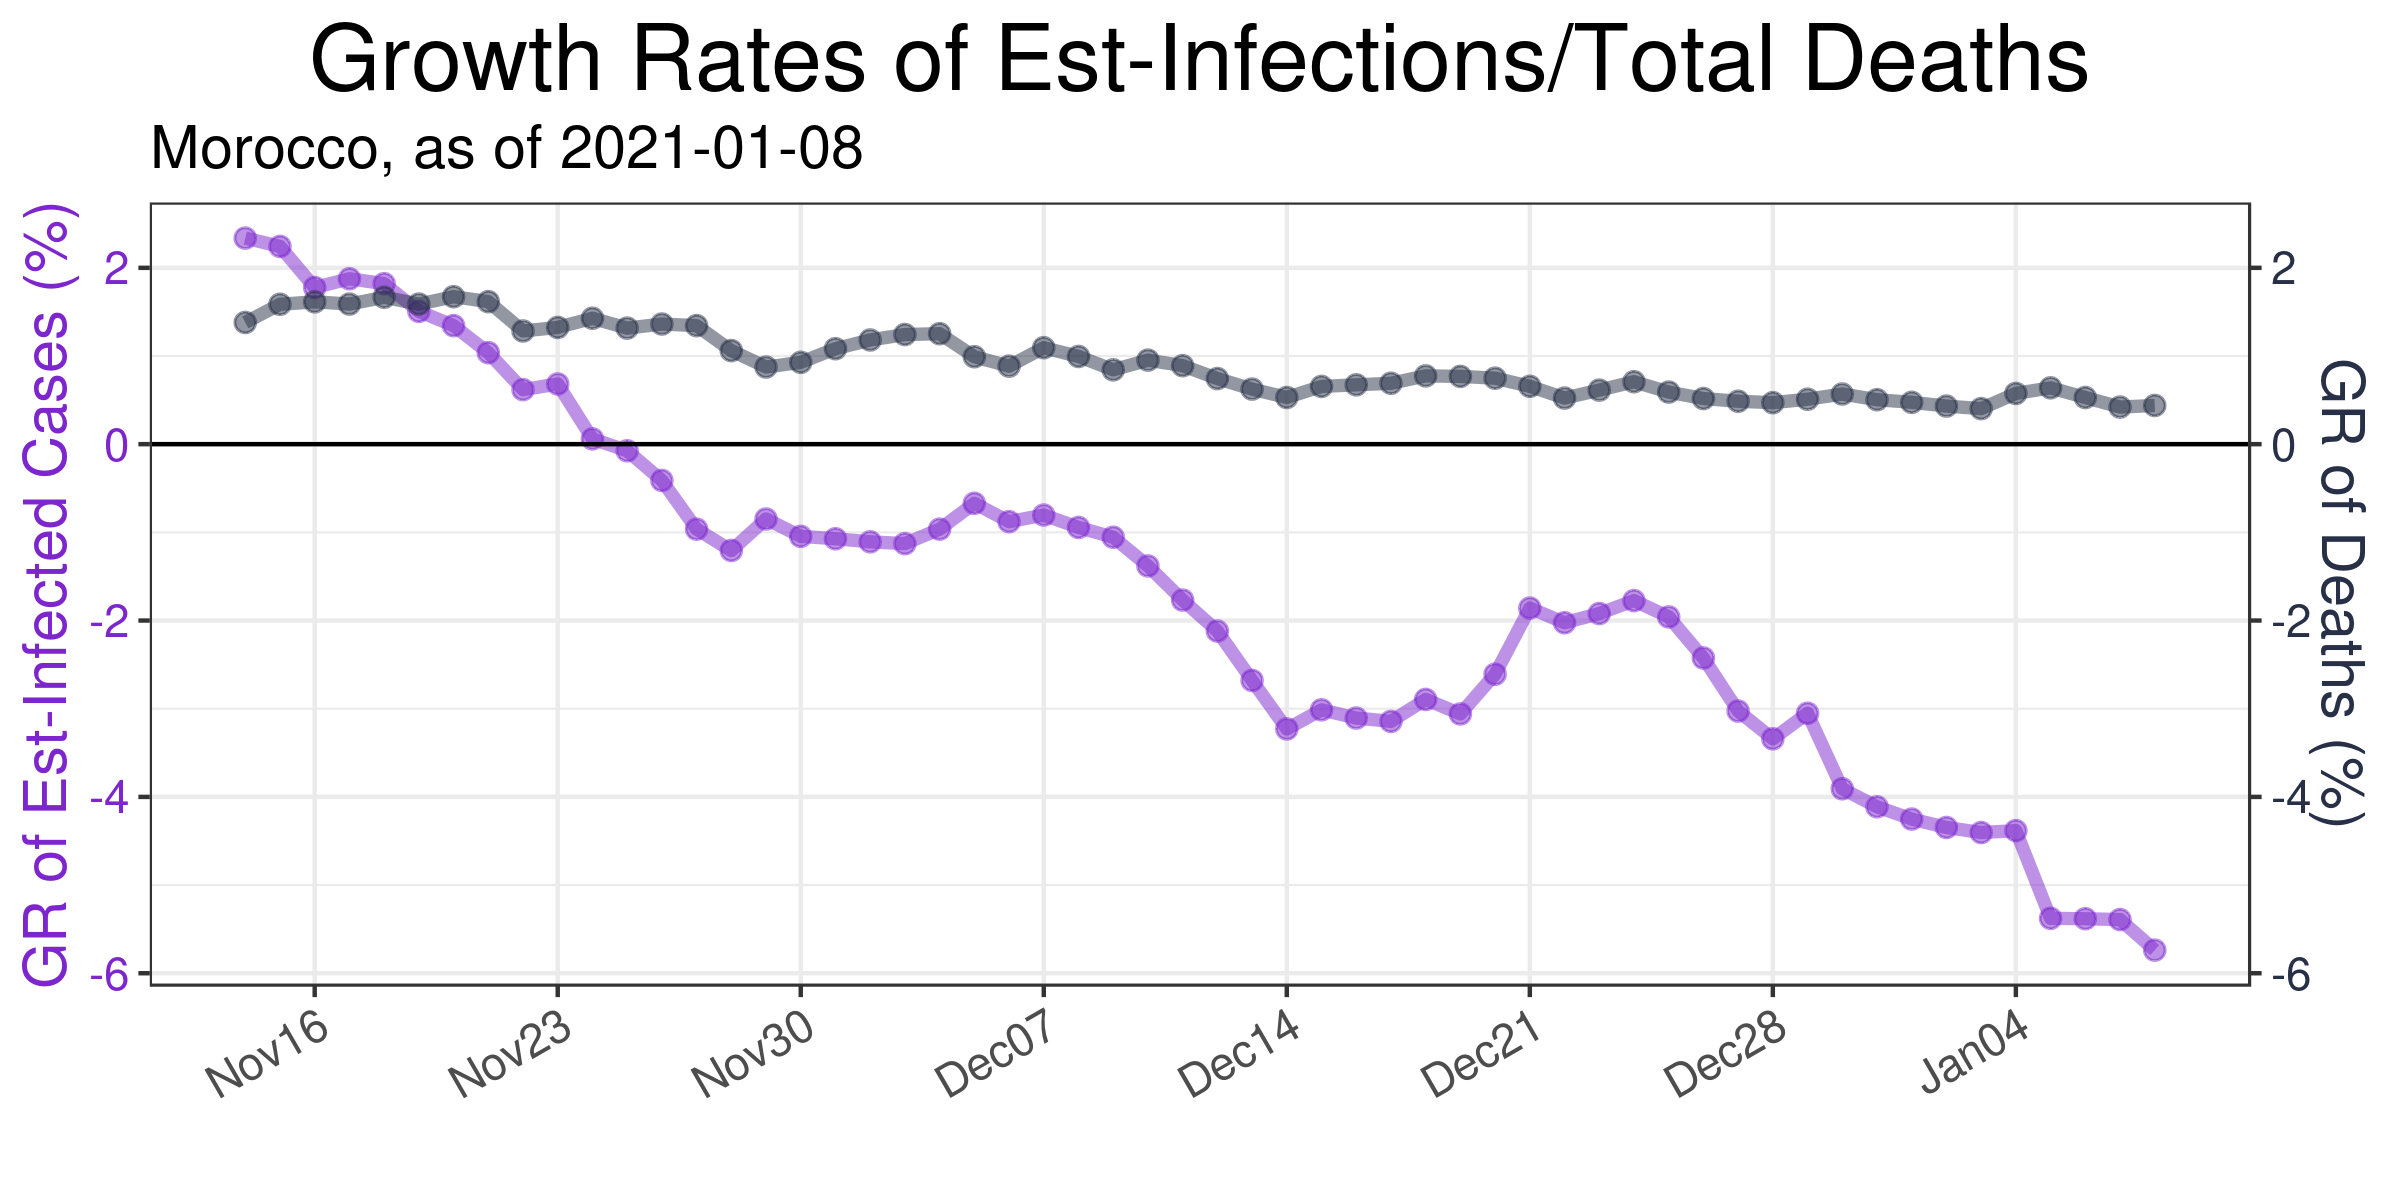 Growth Rates of Est-Infections/Total Deaths
Morocco, as of 2021-01-08
GR of Est-Infected Cases (%)
2
0
-2
-4
-6
2
0
-2
-4
-6
GR of Deaths (%)
Nov16
Nov23
Nov30
Dec07
Dec14
Dec21
Dec28
Jan04